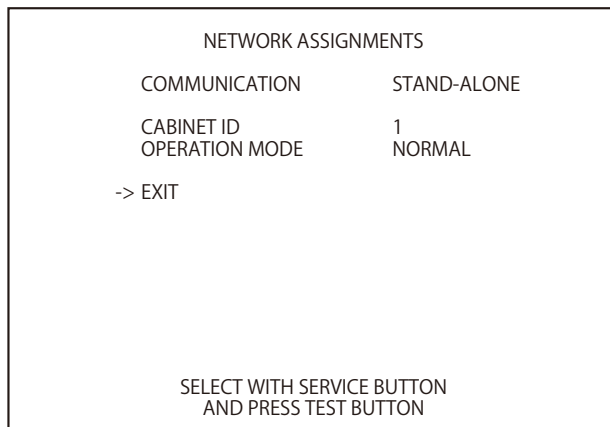 NETWORK ASSIGNMENTS
COMMUNICATION STAND-ALONE
CABINET ID 1
OPERATION MODE NORMAL
-> EXIT
SELECT WITH SERVICE BUTTON
AND PRESS TEST BUTTON